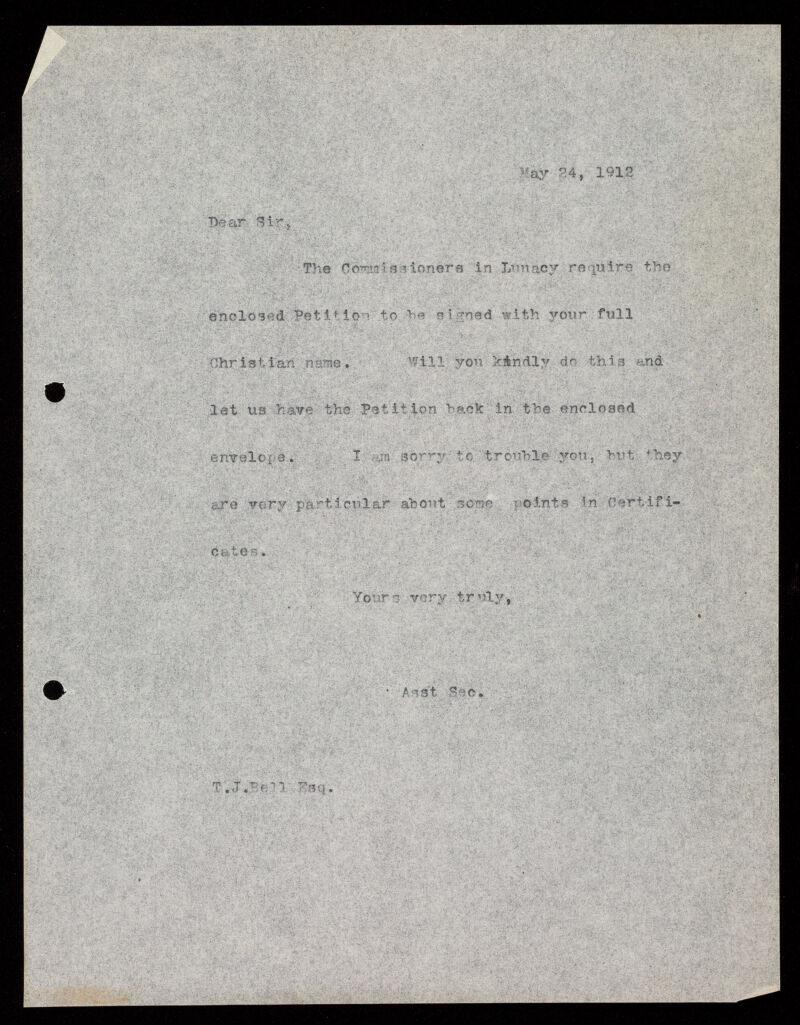 May 24, 1912
Dear Sir,
The Commissioners in Lunacy require the
enclosed Petition to be signed with your full
Christian name. Will you kindly do this and
let us have the Petition back in the enclosed
envelope. I am sorry to trouble you, but they
are very particular about some points in Certifi-
cates.
Yours very truly,
Asst Sec.
T.J.Bell Esq.